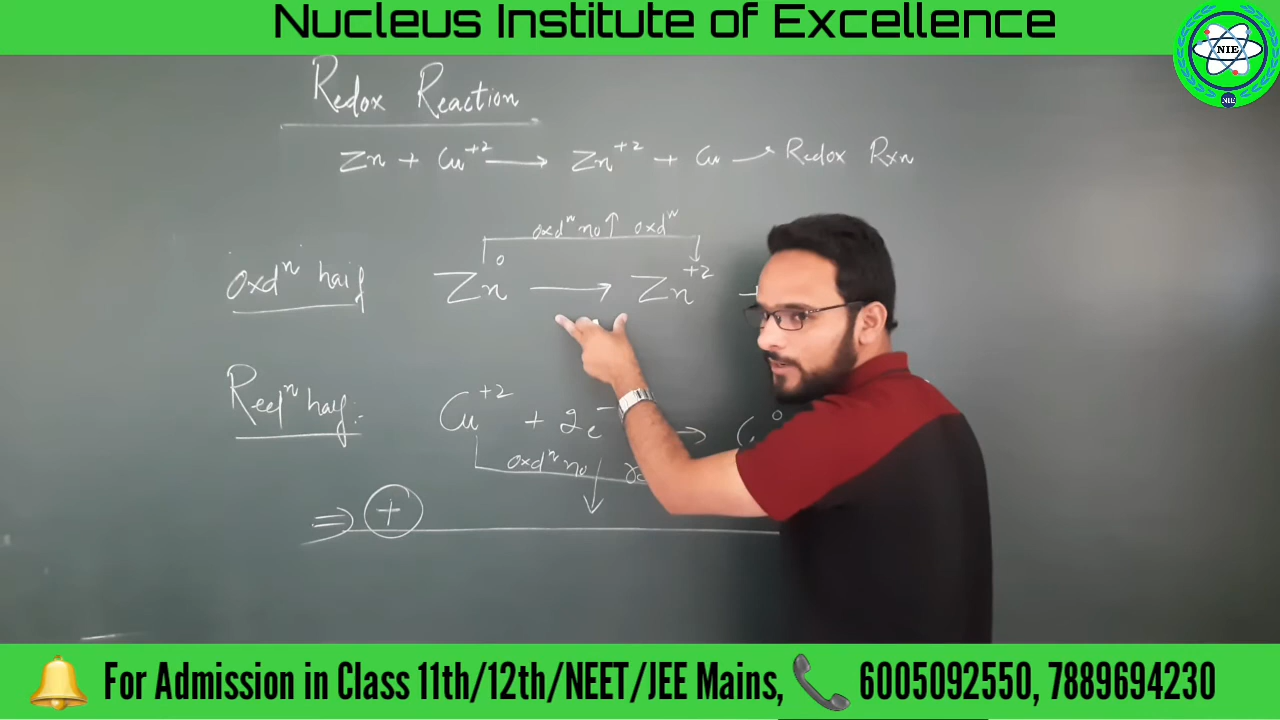 Nucleus Institute of Excellence
NIE
NIE
Redox Reaction
Zn + Cu+2 → Zn+2 + Cu → Redox Rxn
oxdn no ↑ oxdn
Oxdn half Zn0 → Zn+2 +
Redn half: Cu+2 + 2e- → 0
oxdn no
⇒ +
For Admission in Class 11th/12th/NEET/JEE Mains, 6005092550, 7889694230